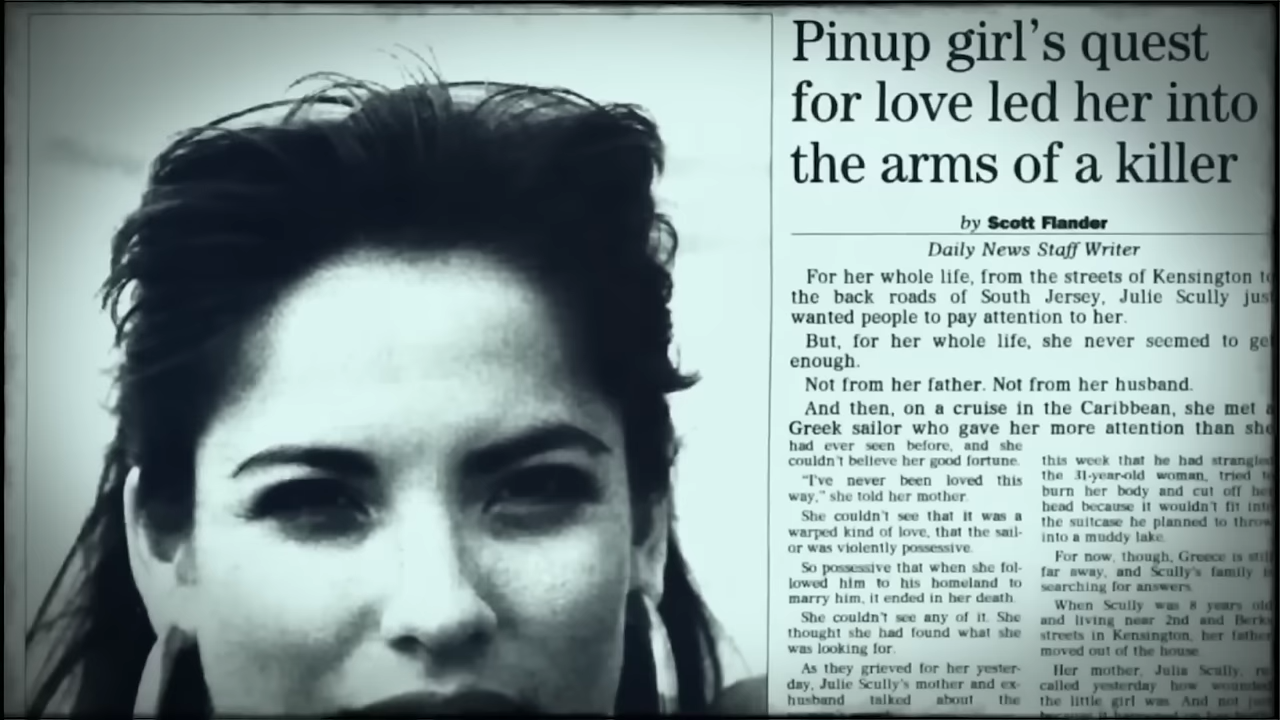 Pinup girl's quest
for love led her into
the arms of a killer
by Scott Flander
Daily News Staff Writer
For her whole life, from the streets of Kensington to
the back roads of South Jersey, Julie Scully just
wanted people to pay attention to her.
But, for her whole life, she never seemed to get
enough.
Not from her father. Not from her husband.
And then, on a cruise in the Caribbean, she met a
Greek sailor who gave her more attention than she
had ever seen before, and she
couldn't believe her good fortune.
"I've never been loved this
way," she told her mother.
She couldn't see that it was a
warped kind of love, that the sail-
or was violently possessive.
So possessive that when she fol-
lowed him to his homeland to
marry him, it ended in her death.
She couldn't see any of it. She
thought she had found what she
was looking for.
As they grieved for her yester-
day, Julie Scully's mother and ex-
husband talked about the
this week that he had strangled
the 31-year-old woman, tried to
burn her body and cut off her
head because it wouldn't fit into
the suitcase he planned to throw
into a muddy lake.
For now, though, Greece is still
far away, and Scully's family is
searching for answers.
When Scully was 8 years old
and living near 2nd and Berks
streets in Kensington, her father
moved out of the house.
Her mother, Julia Scully, re-
called yesterday how wounded
the little girl was. And not just